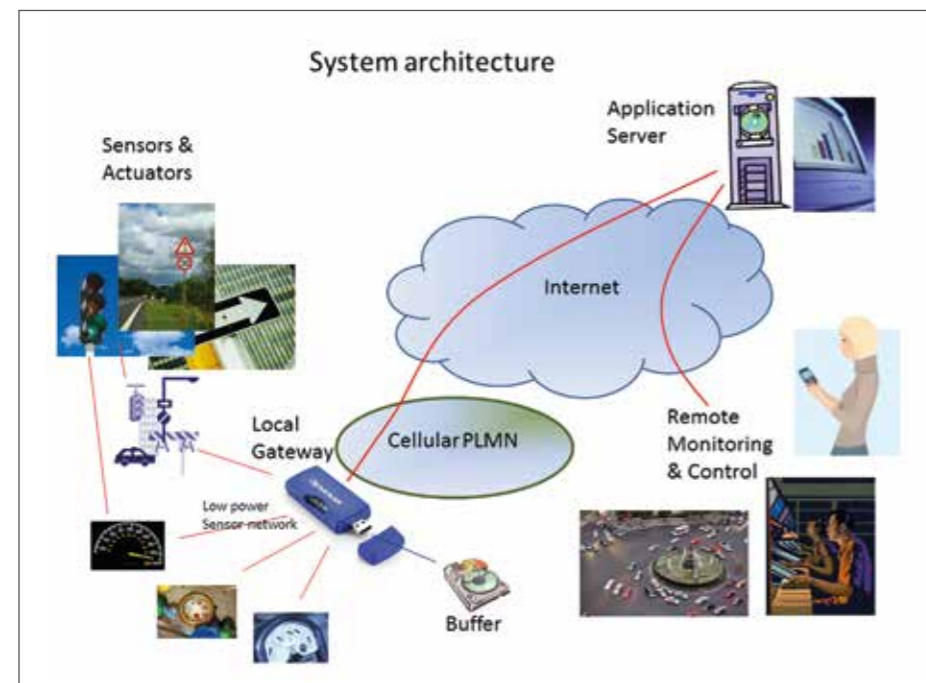 System architecture
Application
Server
Sensors &
Actuators
Internet
Local
Gateway
Cellular PLMN
Remote
Monitoring
& Control
Low power
Sensor network
Buffer